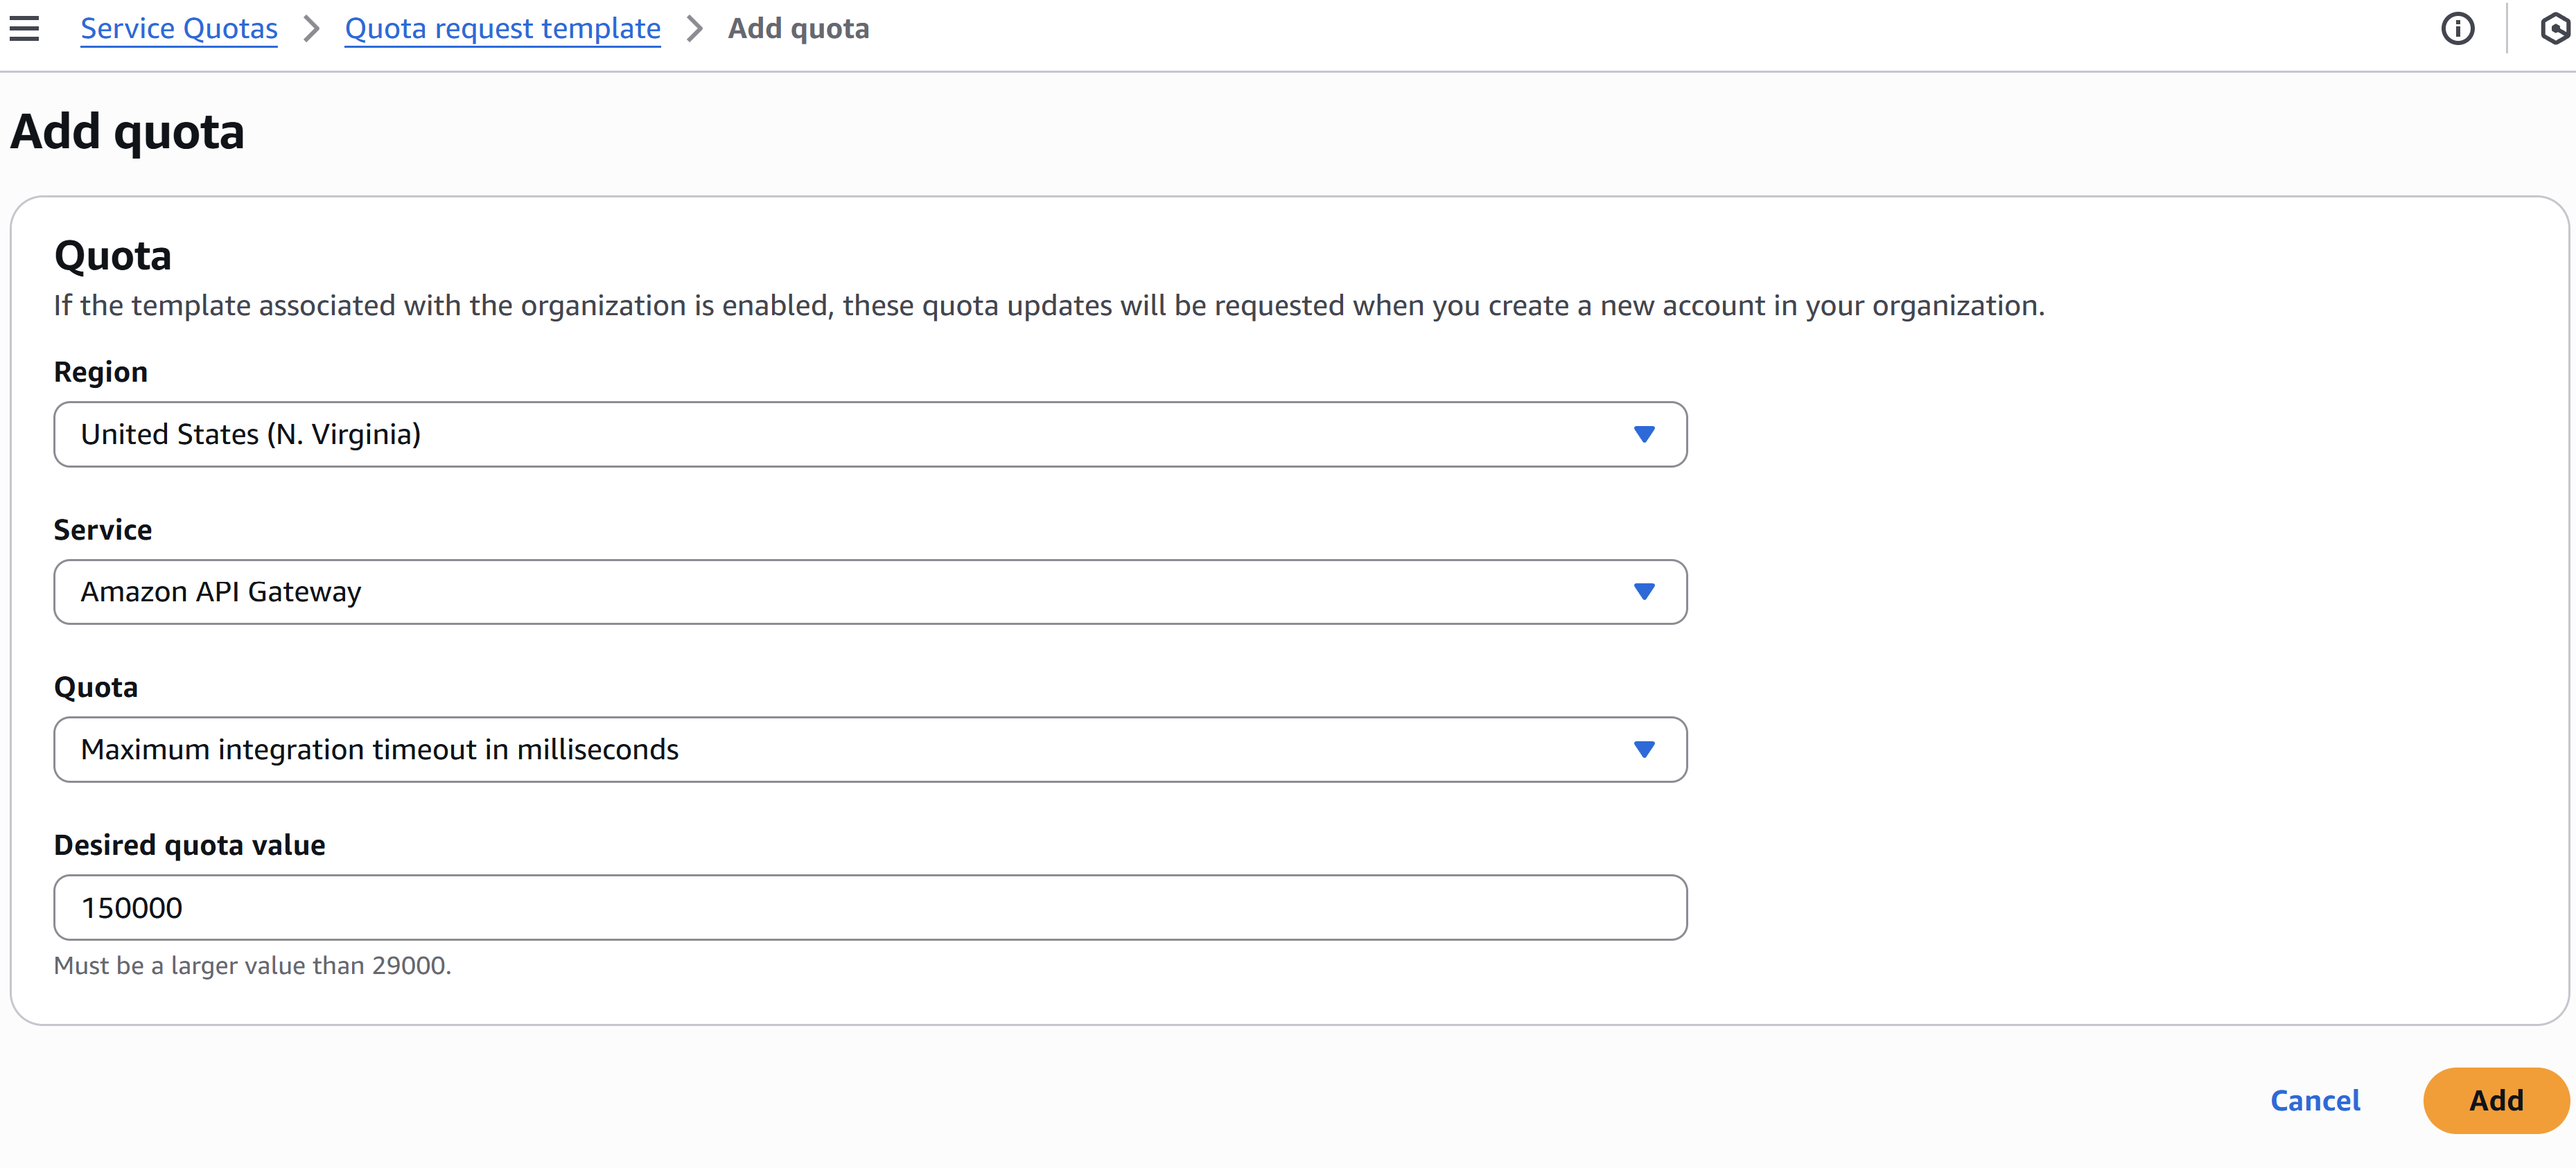 Service Quotas > Quota request template > Add quota
Add quota
Quota
If the template associated with the organization is enabled, these quota updates will be requested when you create a new account in your organization.
Region
United States (N. Virginia)
Service
Amazon API Gateway
Quota
Maximum integration timeout in milliseconds
Desired quota value
150000
Must be a larger value than 29000.
Cancel Add